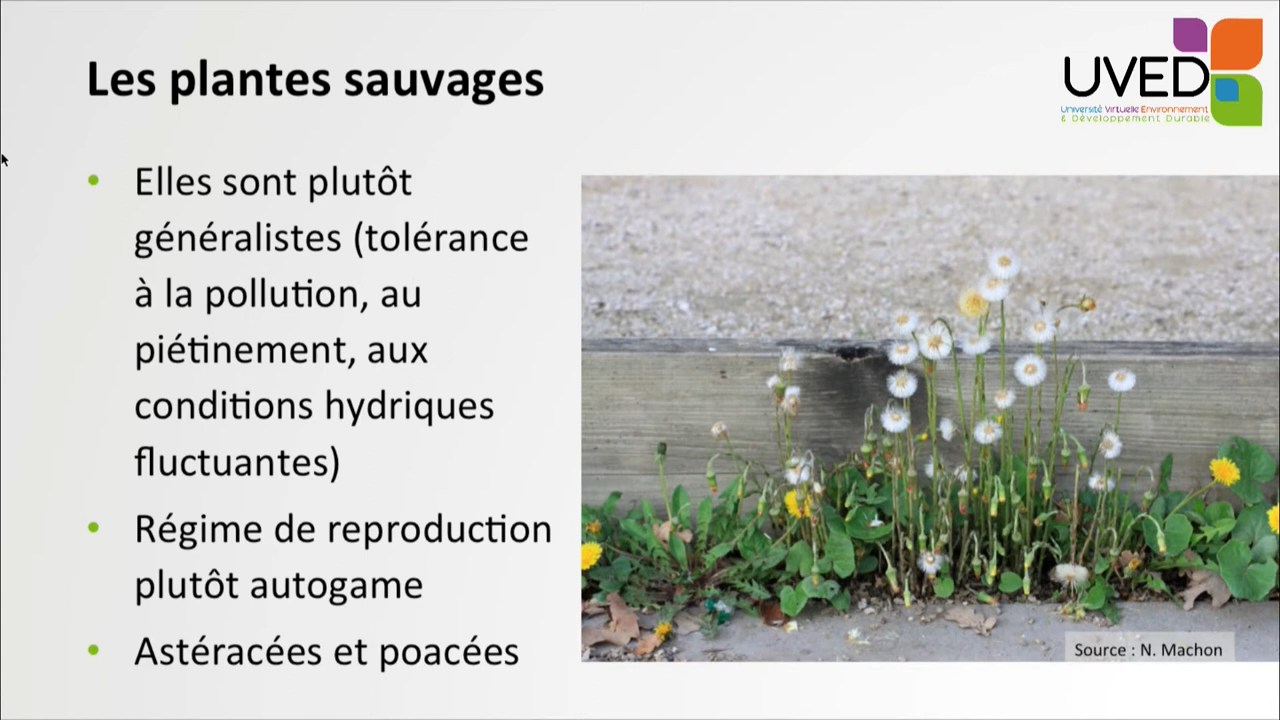 Les plantes sauvages
UVED
Université Virtuelle Environnement
& Développement Durable
• Elles sont plutôt
généralistes (tolérance
à la pollution, au
piétinement, aux
conditions hydriques
fluctuantes)
• Régime de reproduction
plutôt autogame
• Astéracées et poacées
Source : N. Machon